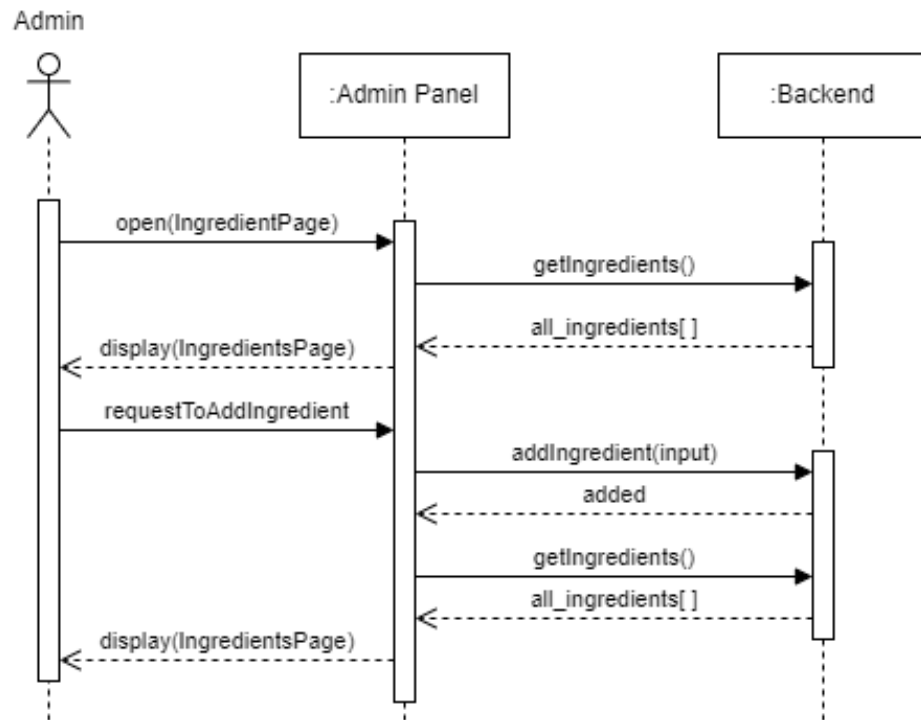 Admin
:Admin Panel
:Backend
open(IngredientPage)
getIngredients()
all_ingredients[ ]
display(IngredientsPage)
requestToAddIngredient
addIngredient(input)
added
getIngredients()
all_ingredients[ ]
display(IngredientsPage)